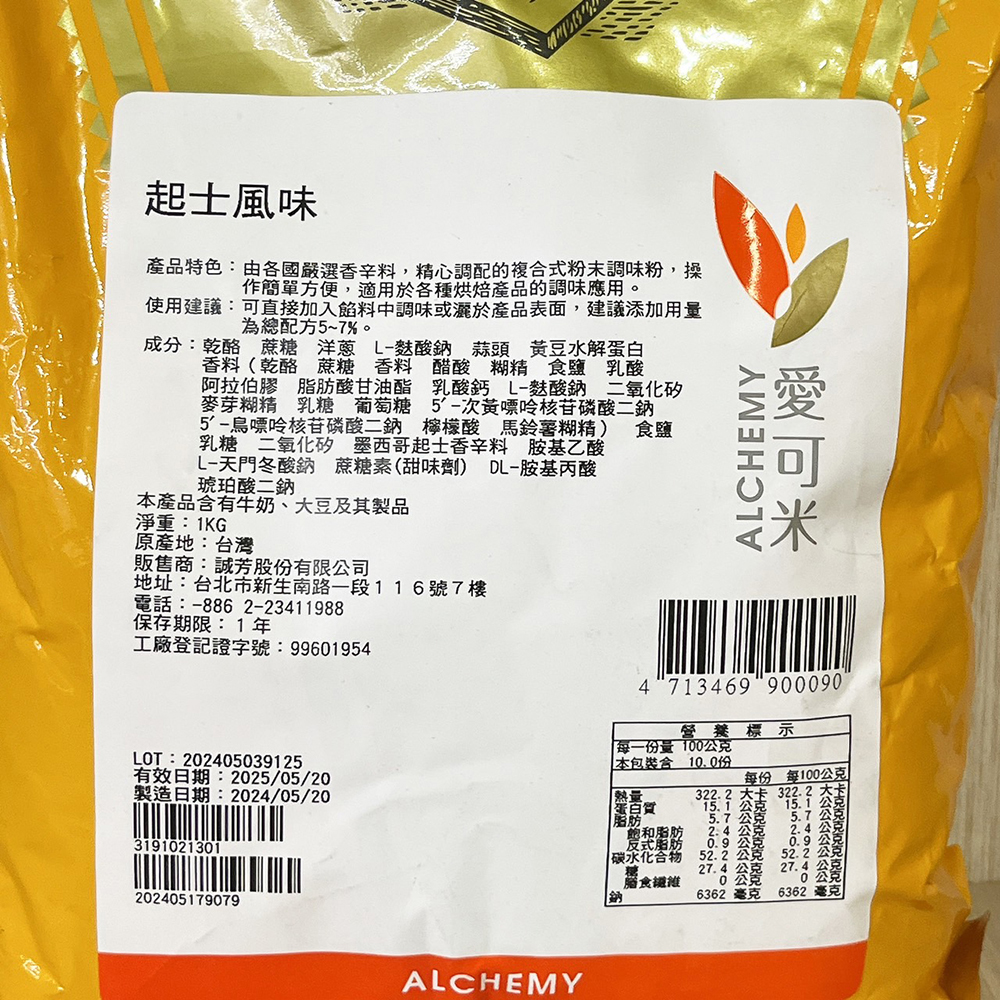 起士風味
產品特色：由各國嚴選香辛料，精心調配的複合式粉末調味粉，操
作簡單方便，適用於各種烘焙產品的調味應用。
使用建議：可直接加入餡料中調味或灑於產品表面，建議添加用量
為總配方5~7%。
成分：乾酪 蔗糖 洋蔥 L-麩酸鈉 蒜頭 黃豆水解蛋白
香料（乾酪 蔗糖 香料 醋酸 糊精 食鹽 乳酸
阿拉伯膠 脂肪酸甘油酯 乳酸鈣 L-麩酸鈉 二氧化矽
麥芽糊精 乳糖 葡萄糖 5´-次黃嘌呤核苷磷酸二鈉
5´-鳥嘌呤核苷磷酸二鈉 檸檬酸 馬鈴薯糊精） 食鹽
乳糖 二氧化矽 墨西哥起士香辛料 胺基乙酸
L-天門冬酸鈉 蔗糖素(甜味劑) DL-胺基丙酸
琥珀酸二鈉
本產品含有牛奶、大豆及其製品
淨重：1KG
原產地：台灣
販售商：誠芳股份有限公司
地址：台北市新生南路一段１１６號７樓
電話：-886 2-23411988
保存期限：1年
工廠登記證字號：99601954
愛可米
ALCHEMY
4 713469 900090
LOT：202405039125
有效日期：2025/05/20
製造日期：2024/05/20
3191021301
202405179079
營養標示
每一份量 100公克
本包裝含 10.0份
每份 每100公克
熱量 322.2 大卡 322.2 大卡
蛋白質 15.1 公克 15.1 公克
脂肪 5.7 公克 5.7 公克
飽和脂肪 2.4 公克 2.4 公克
反式脂肪 0.9 公克 0.9 公克
碳水化合物 52.2 公克 52.2 公克
糖 27.4 公克 27.4 公克
膳食纖維 0 公克 0 公克
鈉 6362 毫克 6362 毫克
ALCHEMY